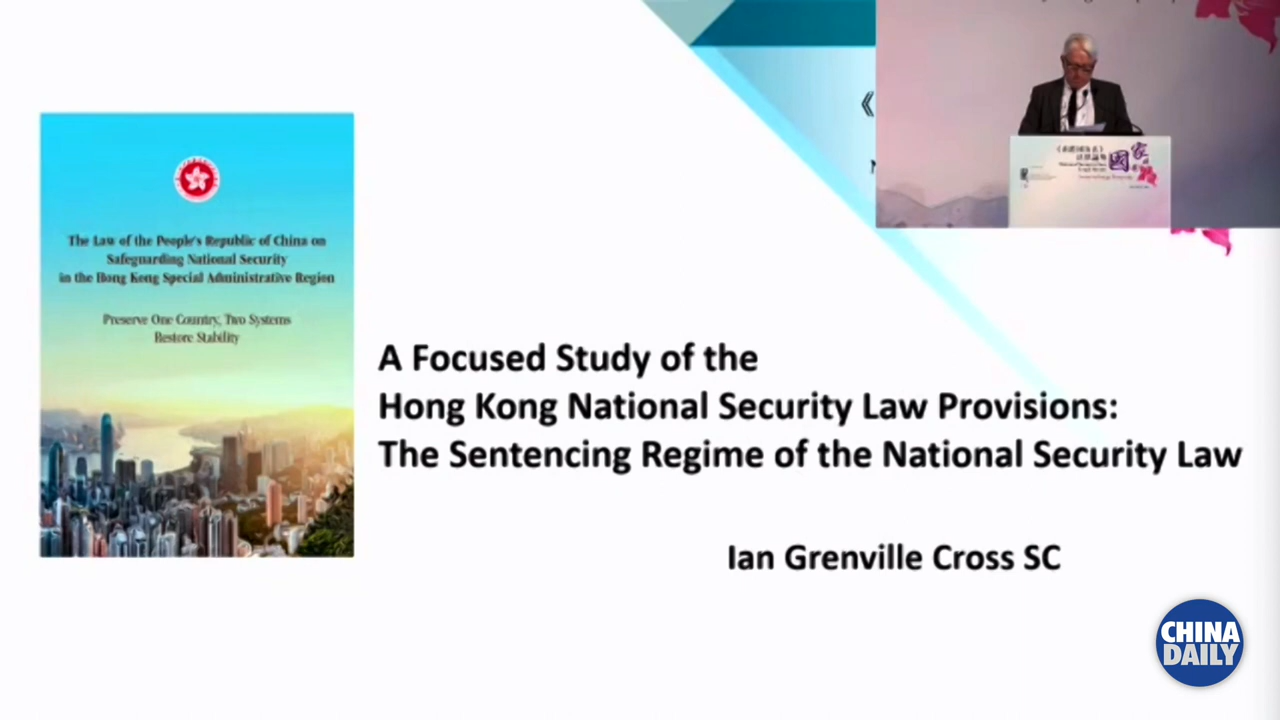 The Law of the People's Republic of China on
Safeguarding National Security
in the Hong Kong Special Administrative Region
Preserve One Country, Two Systems
Restore Stability
A Focused Study of the
Hong Kong National Security Law Provisions:
The Sentencing Regime of the National Security Law
Ian Grenville Cross SC
國家
CHINA
DAILY